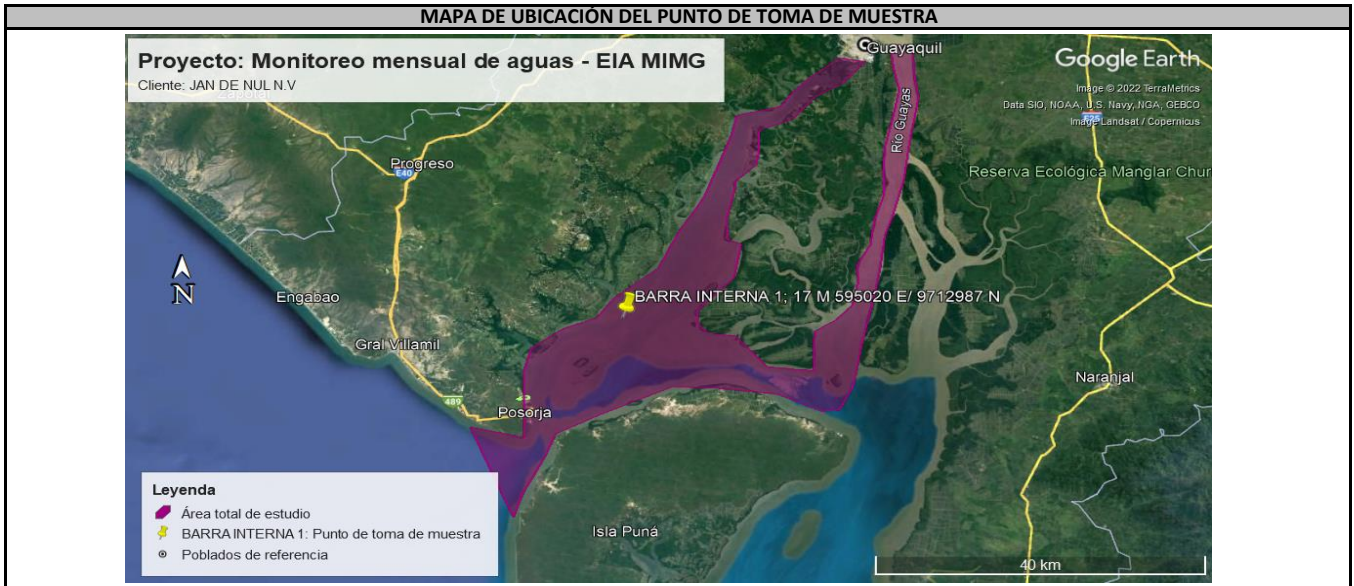 MAPA DE UBICACIÓN DEL PUNTO DE TOMA DE MUESTRA
Proyecto: Monitoreo mensual de aguas - EIA MIMG
Cliente: JAN DE NUL N.V
Guayaquil
Google Earth
Image © 2022 TerraMetrics
Data SIO, NOAA, U.S. Navy, NGA, GEBCO
Image Landsat / Copernicus
E25
Río Guayas
Progreso
E40
Reserva Ecológica Manglar Chur
N
Engabao
BARRA INTERNA 1; 17 M 595020 E/ 9712987 N
Gral Villamil
Naranjal
489
Posorja
Leyenda
Área total de estudio
BARRA INTERNA 1: Punto de toma de muestra
Poblados de referencia
Isla Puná
40 km